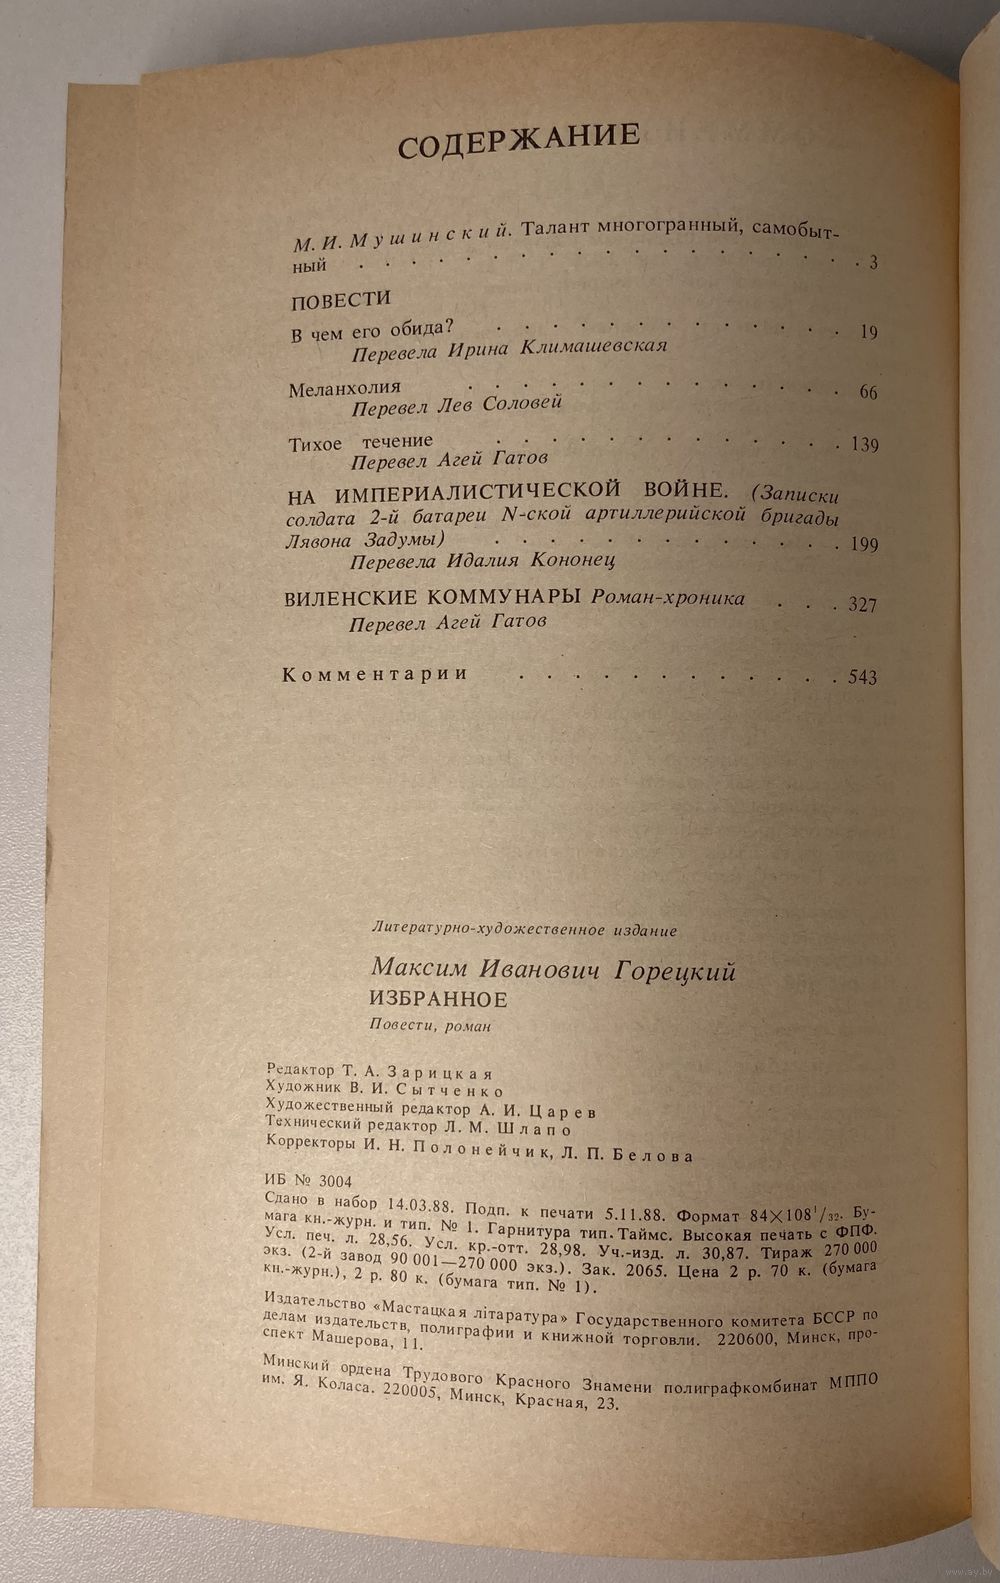 СОДЕРЖАНИЕ
М. И. Мушинский. Талант многогранный, самобыт-
ный . . . . . . . . . . . . . . . . . . . 3
ПОВЕСТИ
В чем его обида? . . . . . . . . . . . . . 19
Перевела Ирина Климашевская
Меланхолия . . . . . . . . . . . . . . 66
Перевел Лев Соловей
Тихое течение . . . . . . . . . . . . . 139
Перевел Агей Гатов
НА ИМПЕРИАЛИСТИЧЕСКОЙ ВОЙНЕ. (Записки
солдата 2-й батареи N-ской артиллерийской бригады
Лявона Задумы) . . . . . . . . . . . . . 199
Перевела Идалия Кононец
ВИЛЕНСКИЕ КОММУНАРЫ Роман-хроника . . . 327
Перевел Агей Гатов
Комментарии . . . . . . . . . . . . 543
Литературно-художественное издание
Максим Иванович Горецкий
ИЗБРАННОЕ
Повести, роман
Редактор Т. А. Зарицкая
Художник В. И. Сытченко
Художественный редактор А. И. Царев
Технический редактор Л. М. Шлапо
Корректоры И. Н. Полонейчик, Л. П. Белова
ИБ № 3004
Сдано в набор 14.03.88. Подп. к печати 5.11.88. Формат 84×108¹/₃₂. Бу-
мага кн.-журн. и тип. № 1. Гарнитура тип. Таймс. Высокая печать с ФПФ.
Усл. печ. л. 28,56. Усл. кр.-отт. 28,98. Уч.-изд. л. 30,87. Тираж 270 000
экз. (2-й завод 90 001—270 000 экз.). Зак. 2065. Цена 2 р. 70 к. (бумага
кн.-журн.), 2 р. 80 к. (бумага тип. № 1).
Издательство «Мастацкая літаратура» Государственного комитета БССР по
делам издательств, полиграфии и книжной торговли. 220600, Минск, про-
спект Машерова, 11.
Минский ордена Трудового Красного Знамени полиграфкомбинат МППО
им. Я. Коласа. 220005, Минск, Красная, 23.
www.ay.by